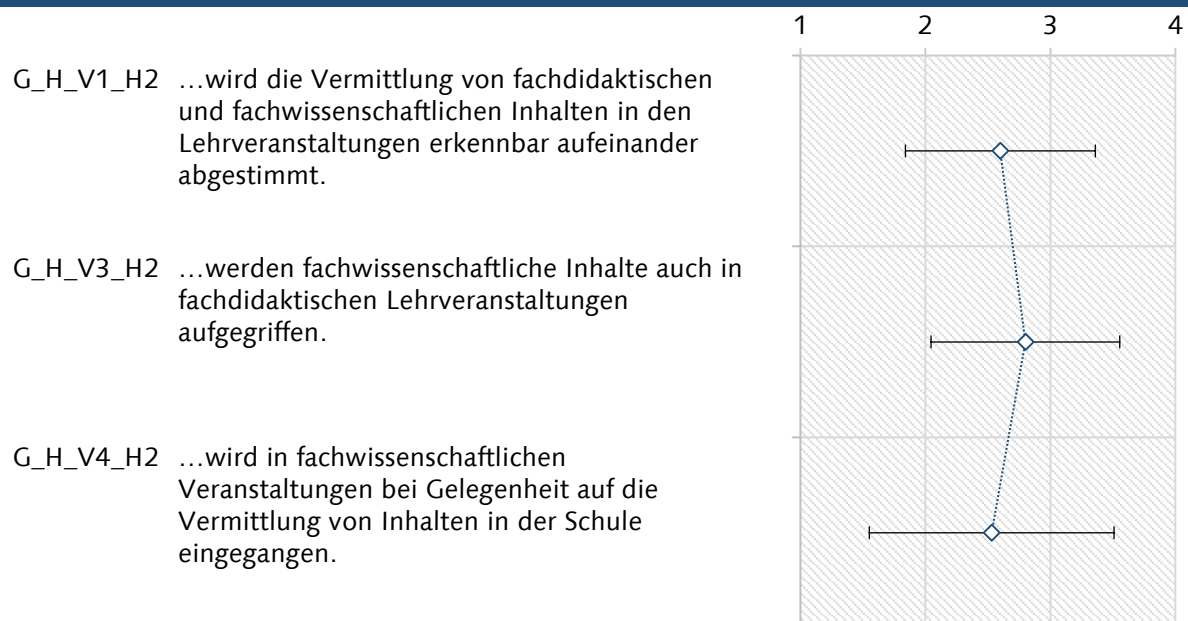 1 2 3 4
G_H_V1_H2 …wird die Vermittlung von fachdidaktischen
und fachwissenschaftlichen Inhalten in den
Lehrveranstaltungen erkennbar aufeinander
abgestimmt.
G_H_V3_H2 …werden fachwissenschaftliche Inhalte auch in
fachdidaktischen Lehrveranstaltungen
aufgegriffen.
G_H_V4_H2 …wird in fachwissenschaftlichen
Veranstaltungen bei Gelegenheit auf die
Vermittlung von Inhalten in der Schule
eingegangen.